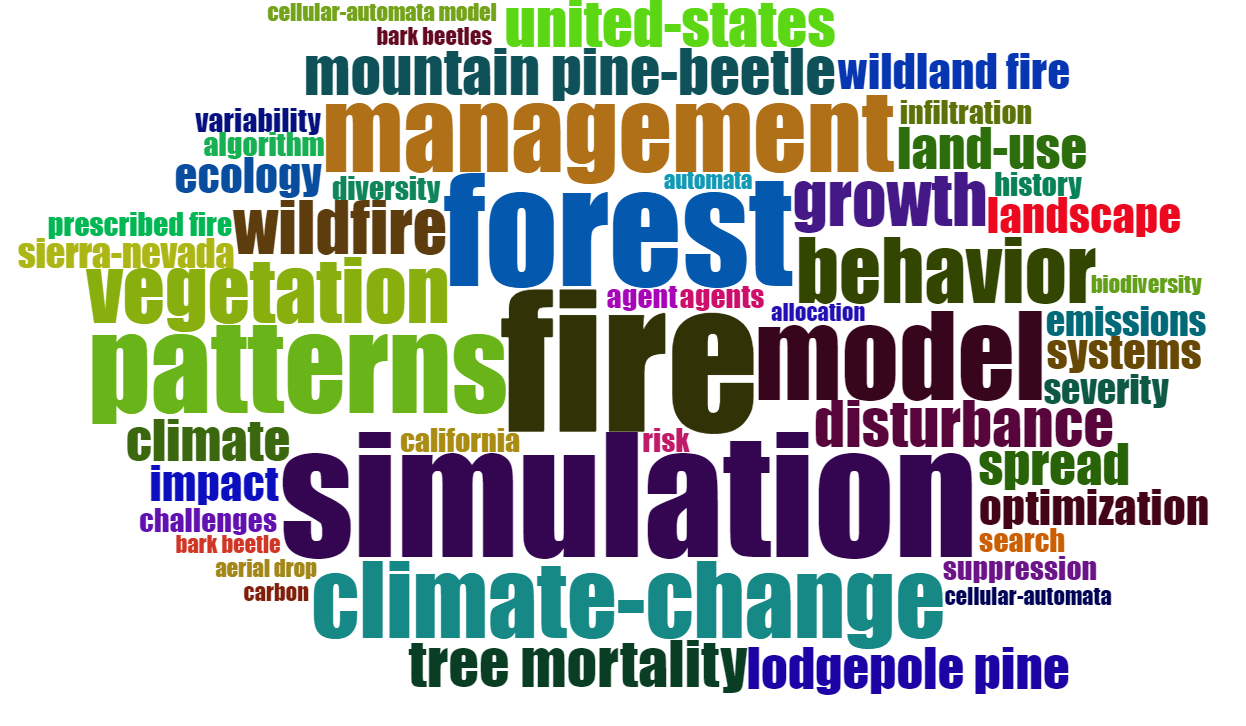 cellular-automata model
united-states
bark beetles
mountain pine-beetle
wildland fire
management
infiltration
variability
algorithm
land-use
ecology
diversity
automata
forest
growth
history
landscape
prescribed fire
wildfire
sierra-nevada
behavior
vegetation
biodiversity
agent
agents
allocation
fire
patterns
model
emissions
systems
severity
disturbance
climate
california
risk
simulation
spread
impact
optimization
challenges
bark beetle
search
aerial drop
climate-change
suppression
carbon
cellular-automata
tree mortality
lodgepole pine